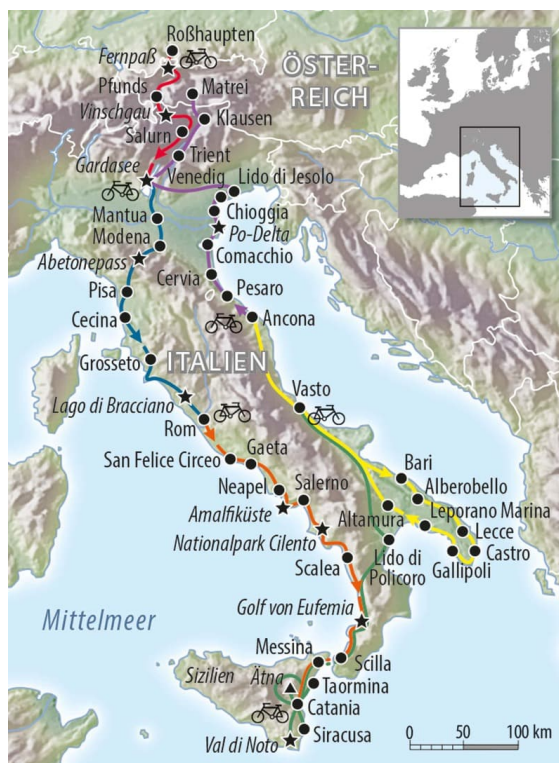 Roßhaupten
Fernpaß
ÖSTER-
REICH
Pfunds
Matrei
Vinschgau
Klausen
Salurn
Trient
Gardasee
Venedig
Lido di Jesolo
Mantua
Chioggia
Modena
Po-Delta
Abetonepass
Comacchio
Pisa
Cervia
Pesaro
Cecina
Ancona
Grosseto
ITALIEN
Lago di Bracciano
Vasto
Rom
San Felice Circeo
Gaeta
Bari
Neapel
Salerno
Alberobello
Amalfiküste
Altamura
Leporano Marina
Nationalpark Cilento
Lecce
Lido di
Policoro
Castro
Scalea
Gallipoli
Golf von Eufemia
Mittelmeer
Messina
Scilla
Sizilien
Ätna
Taormina
Catania
Val di Noto
Siracusa
0 50 100 km